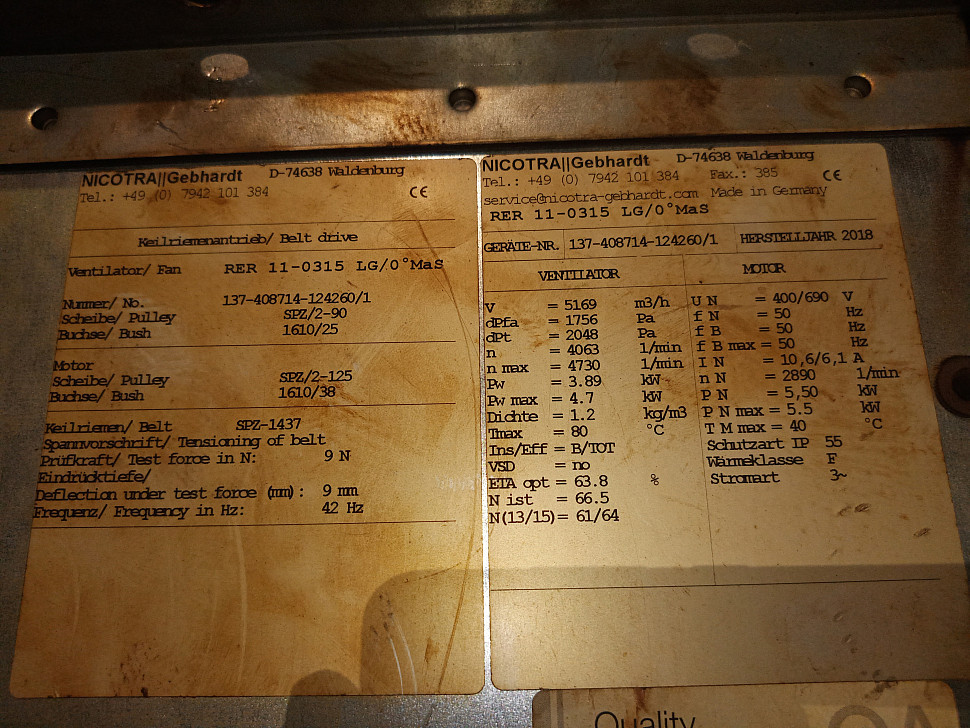 NICOTRA||Gebhardt D-74638 Waldenburg
Tel.: +49 (0) 7942 101 384 CE
Keilriemenantrieb/ Belt drive
Ventilator/ Fan RER 11-0315 LG/0°MaS
Nummer/ No. 137-408714-124260/1
Scheibe/ Pulley SPZ/2-90
Buchse/ Bush 1610/25
Motor
Scheibe/ Pulley SPZ/2-125
Buchse/ Bush 1610/38
Keilriemen/ Belt SPZ-1437
Spannvorschrift/ Tensioning of belt
Prüfkraft/ Test force in N: 9 N
Eindrücktiefe/
Deflection under test force (mm): 9 mm
Frequenz/ Frequency in Hz: 42 Hz
NICOTRA||Gebhardt D-74638 Waldenburg
Tel.: +49 (0) 7942 101 384 Fax.: 385 CE
service@nicotra-gebhardt.com Made in Germany
RER 11-0315 LG/0°MaS
GERÄTE-NR. 137-408714-124260/1 HERSTELLJAHR 2018
VENTILATOR
V = 5169 m3/h
dPfa = 1756 Pa
dPt = 2048 Pa
n = 4063 1/min
n max = 4730 1/min
Pw = 3.89 kW
Pw max = 4.7 kW
Dichte = 1.2 kg/m3
Tmax = 80 °C
Ins/Eff = B/TOT
VSD = no
ETA opt = 63.8 %
N ist = 66.5
N(13/15)= 61/64
MOTOR
U N = 400/690 V
f N = 50 Hz
f B = 50 Hz
f B max = 50 Hz
I N = 10,6/6,1 A
n N = 2890 1/min
P N = 5,50 kW
P N max = 5.5 kW
T M max = 40 °C
Schutzart IP 55
Wärmeklasse F
Stromart 3~
Quality